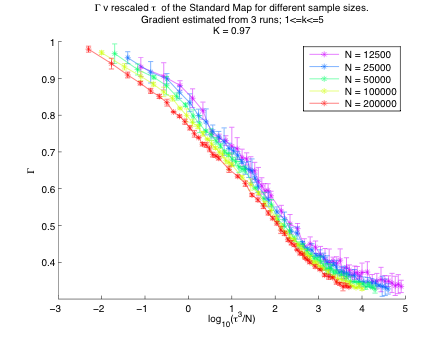 Γ v rescaled τ of the Standard Map for different sample sizes.
Gradient estimated from 3 runs; 1<=k<=5
K = 0.97
N = 12500
N = 25000
N = 50000
N = 100000
N = 200000
1
0.9
0.8
0.7
0.6
0.5
0.4
Γ
−3 −2 −1 0 1 2 3 4 5
log₁₀(τ³/N)